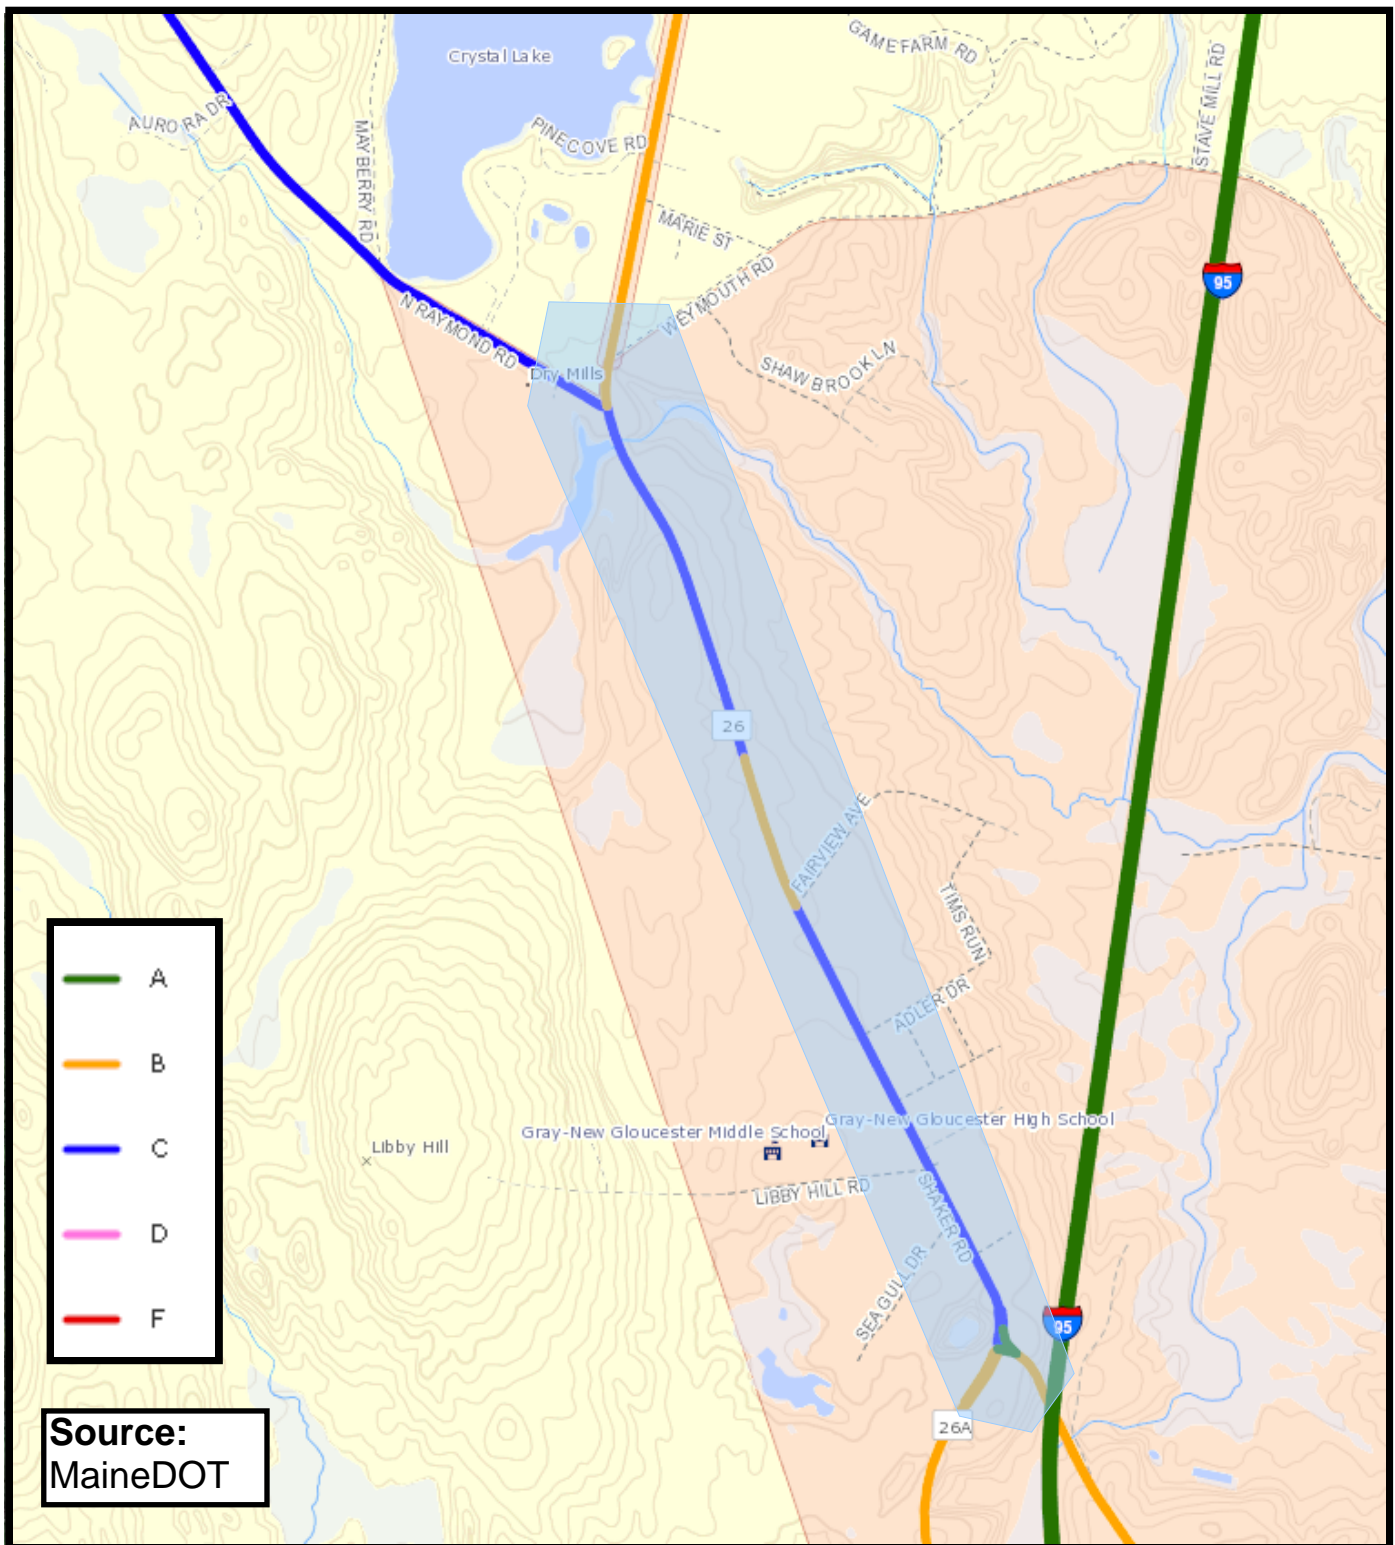 GAME FARM RD
Crystal Lake
STAVE MILL RD
AURORA DR
MAYBERRY RD
PINE COVE RD
MARIE ST
WEYMOUTH RD
95
N RAYMOND RD
SHAW BROOK LN
Dry Mills
26
FAIRVIEW AVE
TIMS RUN
ADLER DR
Gray-New Gloucester High School
Gray-New Gloucester Middle School
Libby Hill
LIBBY HILL RD
SHAKER RD
SEAGULL DR
95
26A
A
B
C
D
F
Source:
MaineDOT